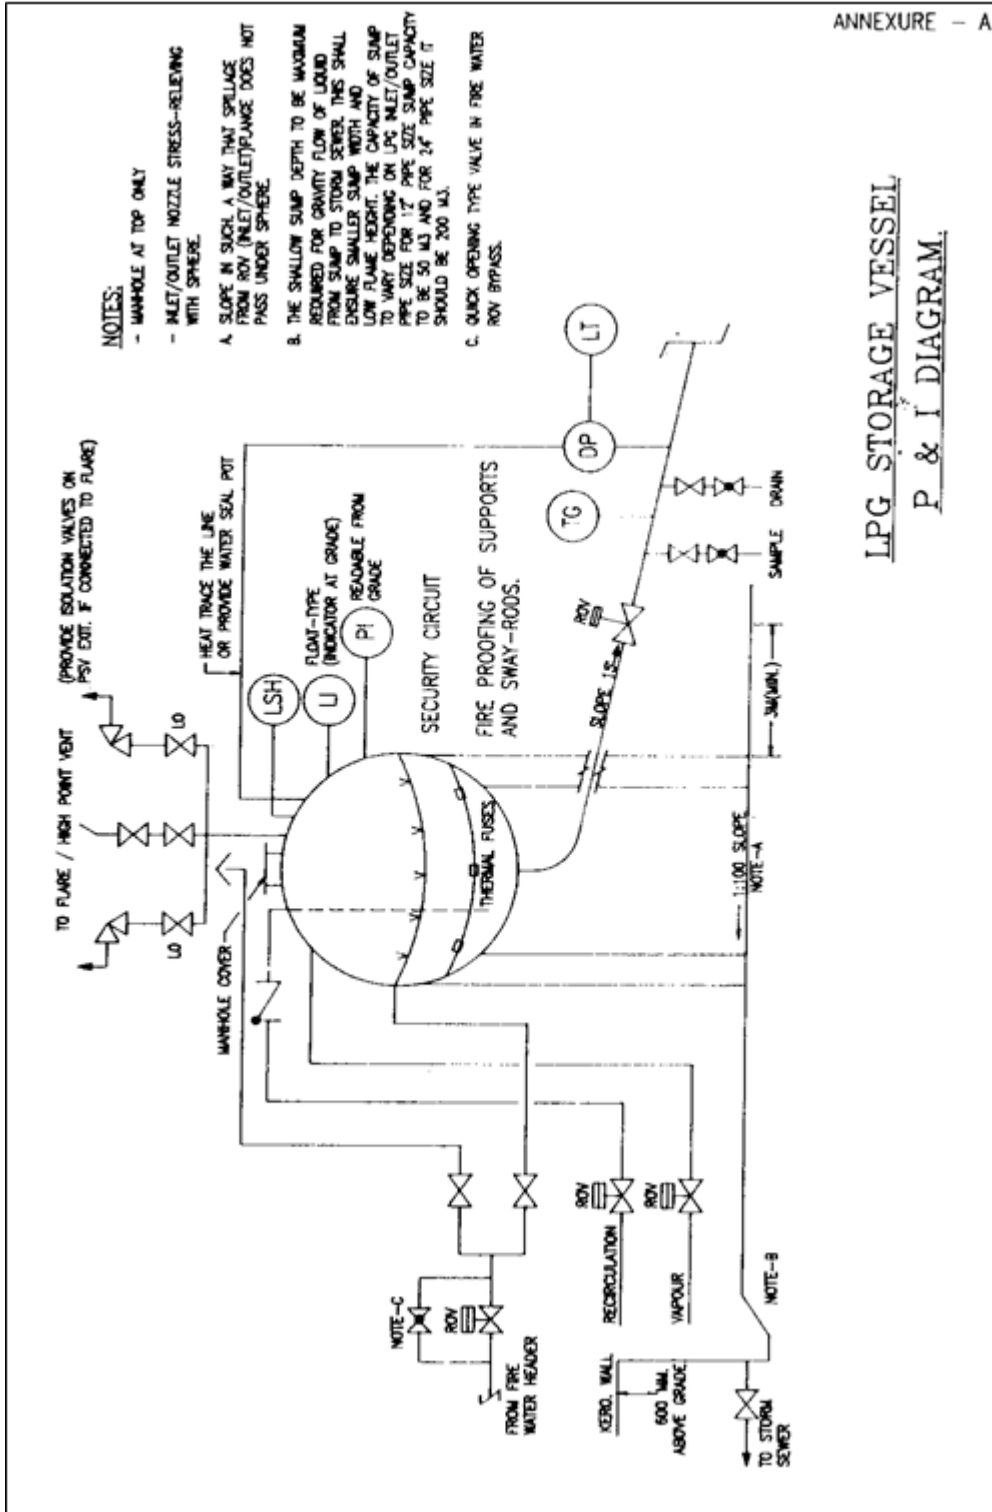 ANNEXURE - A
NOTES:
- MANHOLE AT TOP ONLY
- INLET/OUTLET NOZZLE STRESS-RELIEVING
WITH SPHERE.
A. SLOPE IN SUCH. A WAY THAT SPILLAGE
FROM ROV (INLET/OUTLET)FLANGE DOES NOT
PASS UNDER SPHERE.
B. THE SHALLOW SUMP DEPTH TO BE MAXIMUM
REQUIRED FOR GRAVITY FLOW OF LIQUID
FROM SUMP TO STORM SEWER. THIS SHALL
ENSURE SMALLER SUMP WIDTH AND
LOW FLAME HEIGHT. THE CAPACITY OF SUMP
TO VARY DEPENDING ON LPG INLET/OUTLET
PIPE SIZE FOR 12" PIPE SIZE SUMP CAPACITY
TO BE 50 M3 AND FOR 24" PIPE SIZE IT
SHOULD BE 200 M3.
C. QUICK OPENING TYPE VALVE IN FIRE WATER
ROV BYPASS.
(PROVIDE ISOLATION VALVES ON
PSV EXIT. IF CONNECTED TO FLARE)
TO FLARE / HIGH POINT VENT
LO
LO
HEAT TRACE THE LINE
OR PROVIDE WATER SEAL POT
MANHOLE COVER
LSH
LI
FLOAT-TYPE
(INDICATOR AT GRADE)
PI
READABLE FROM
GRADE
SECURITY CIRCUIT
FIRE PROOFING OF SUPPORTS
AND SWAY-RODS.
THERMAL FUSES
TG
DP
LT
ROV
SLOPE 1.5
SAMPLE
DRAIN
3M(MIN.)
1:100 SLOPE
NOTE-A
NOTE-C
ROV
FROM FIRE
WATER HEADER
ROV
RECIRCULATION
ROV
VAPOUR
KERO. WALL
600 MM.
ABOVE GRADE
NOTE-B
TO STORM
SEWER
LPG STORAGE VESSEL
P & I DIAGRAM.